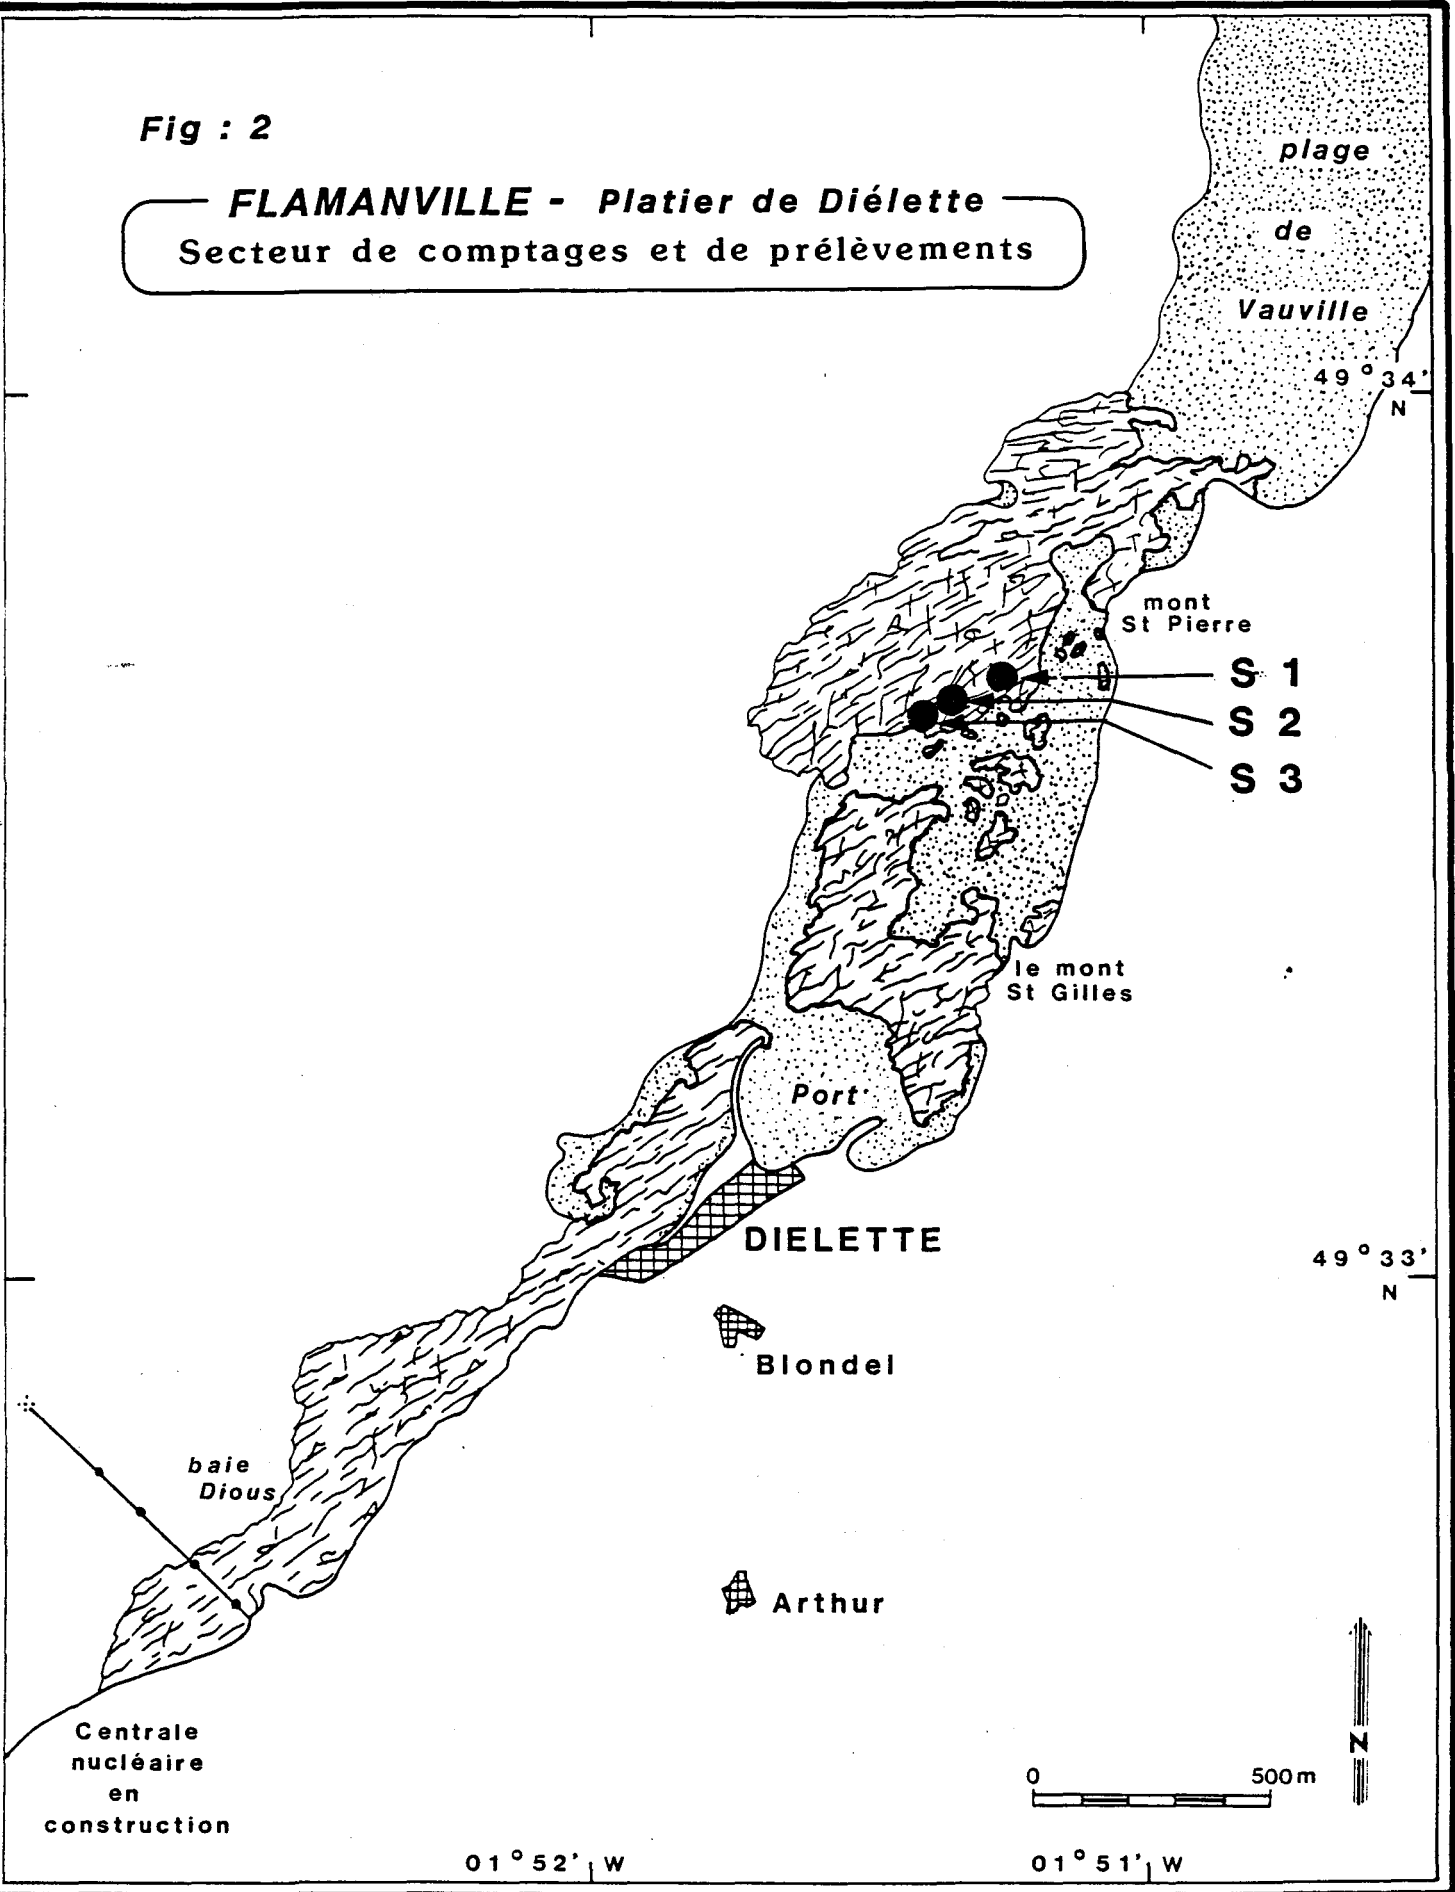 Fig : 2
FLAMANVILLE - Platier de Diélette
Secteur de comptages et de prélèvements
plage
de
Vauville
49° 34'
N
mont
St Pierre
S 1
S 2
S 3
le mont
St Gilles
Port
DIELETTE
49° 33'
N
Blondel
baie
Dious
Arthur
Centrale
nucléaire
en
construction
N
0 500m
01° 52' W
01° 51' W